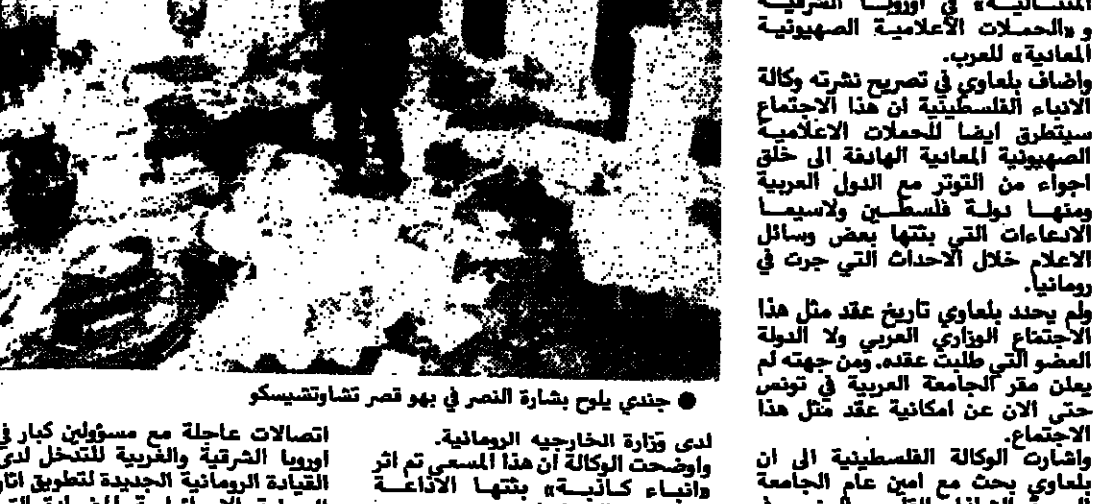 المتتالية» في اوروبا الشرقية
و «الحملات الاعلامية الصهيونية
المعادية» للعرب.
واضاف بلعاوي في تصريح نشرته وكالة
الانباء الفلسطينية ان هذا الاجتماع
سيتطرق ايضا للحملات الاعلامية
الصهيونية المعادية الهادفة الى خلق
اجواء من التوتر مع الدول العربية
ومنها دولة فلسطين ولاسيما
الادعاءات التي بثتها بعض وسائل
الاعلام خلال الاحداث التي جرت في
رومانيا.
ولم يحدد بلعاوي تاريخ عقد مثل هذا
الاجتماع الوزاري العربي ولا الدولة
العضو التي طلبت عقده. ومن جهته لم
يعلن مقر الجامعة العربية في تونس
حتى الان عن امكانية عقد مثل هذا
الاجتماع.
واشارت الوكالة الفلسطينية الى ان
بلعاوي بحث مع امين عام الجامعة
● جندي يلوح بشارة النصر في بهو قصر تشاوتشيسكو
لدى وزارة الخارجيه الرومانية.
واوضحت الوكالة ان هذا المسعى تم اثر
«انباء كاذبة» بثتها الاذاعة
اتصالات عاجلة مع مسؤولين كبار في
اوروبا الشرقية والغربية للتدخل لدى
القيادة الرومانية الجديدة لتطويق اثار